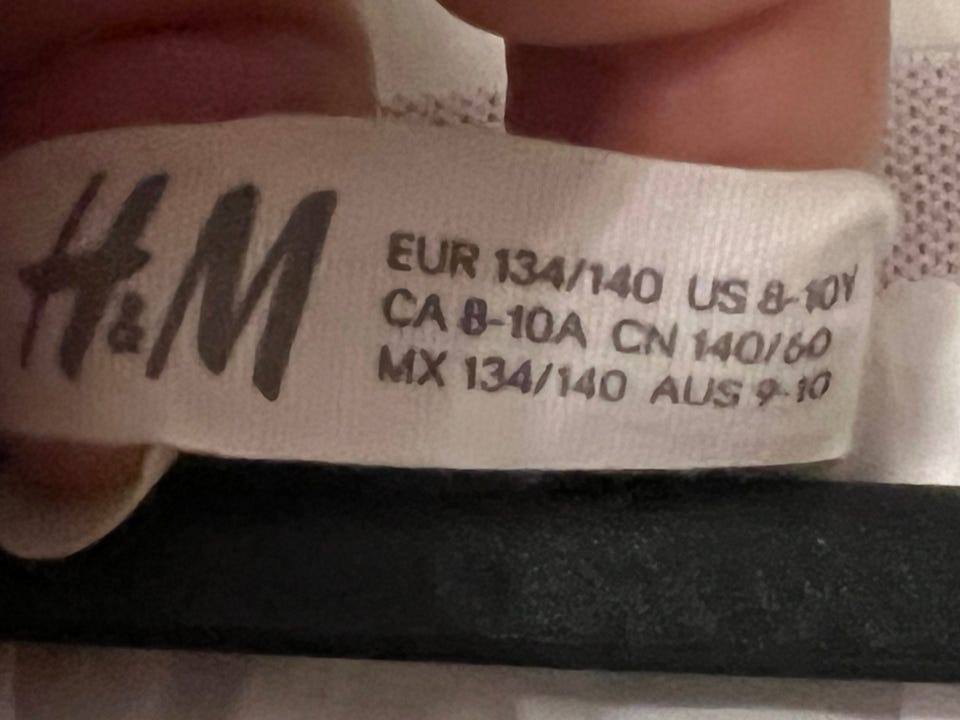 H&M
EUR 134/140 US 8-10Y
CA 8-10A CN 140/60
MX 134/140 AUS 9-10